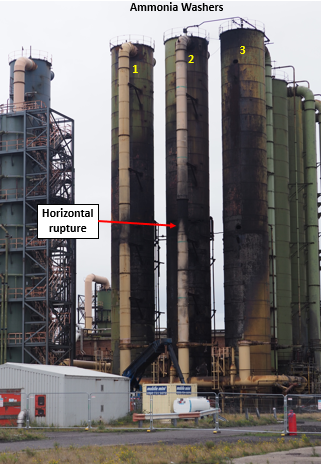 Ammonia Washers
1
2
3
Horizontal
rupture